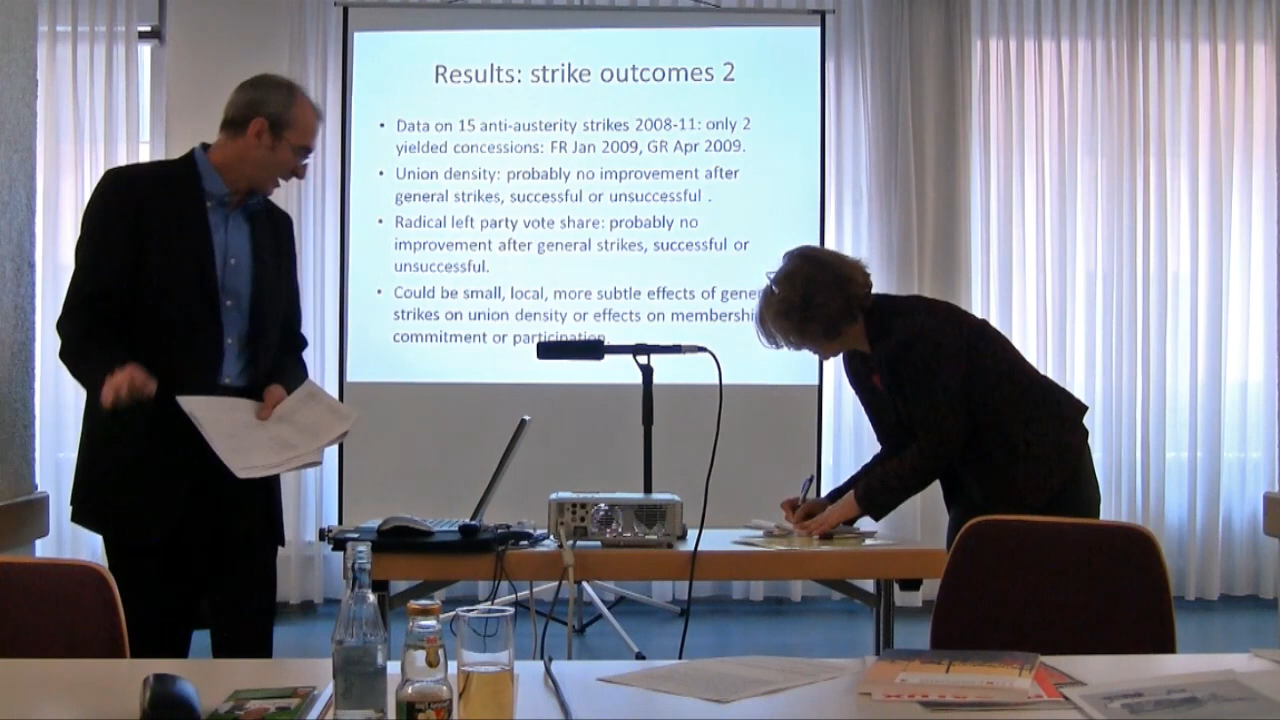 Results: strike outcomes 2
• Data on 15 anti-austerity strikes 2008-11: only 2
yielded concessions: FR Jan 2009, GR Apr 2009.
• Union density: probably no improvement after
general strikes, successful or unsuccessful .
• Radical left party vote share: probably no
improvement after general strikes, successful or
unsuccessful.
• Could be small, local, more subtle effects of gener
strikes on union density or effects on membershi
commitment or participation.